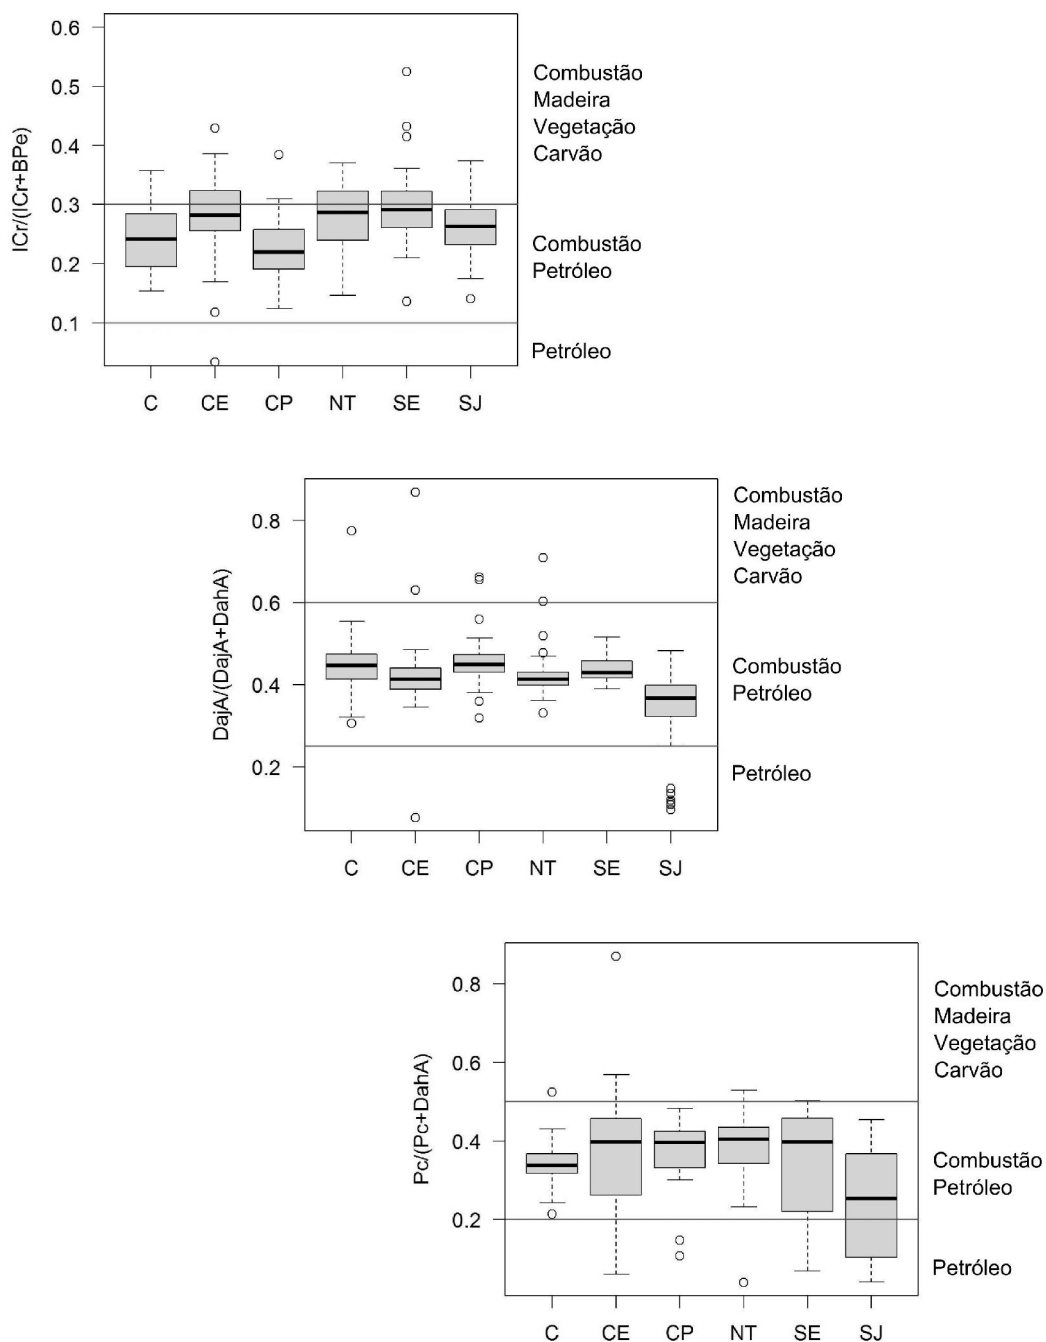 0.6
0.5
0.4
0.3
0.2
0.1
ICr/(ICr+BPe)
C CE CP NT SE SJ
Combustão
Madeira
Vegetação
Carvão
Combustão
Petróleo
Petróleo
0.8
0.6
0.4
0.2
DajA/(DajA+DahA)
C CE CP NT SE SJ
Combustão
Madeira
Vegetação
Carvão
Combustão
Petróleo
Petróleo
0.8
0.6
0.4
0.2
Pc/(Pc+DahA)
C CE CP NT SE SJ
Combustão
Madeira
Vegetação
Carvão
Combustão
Petróleo
Petróleo